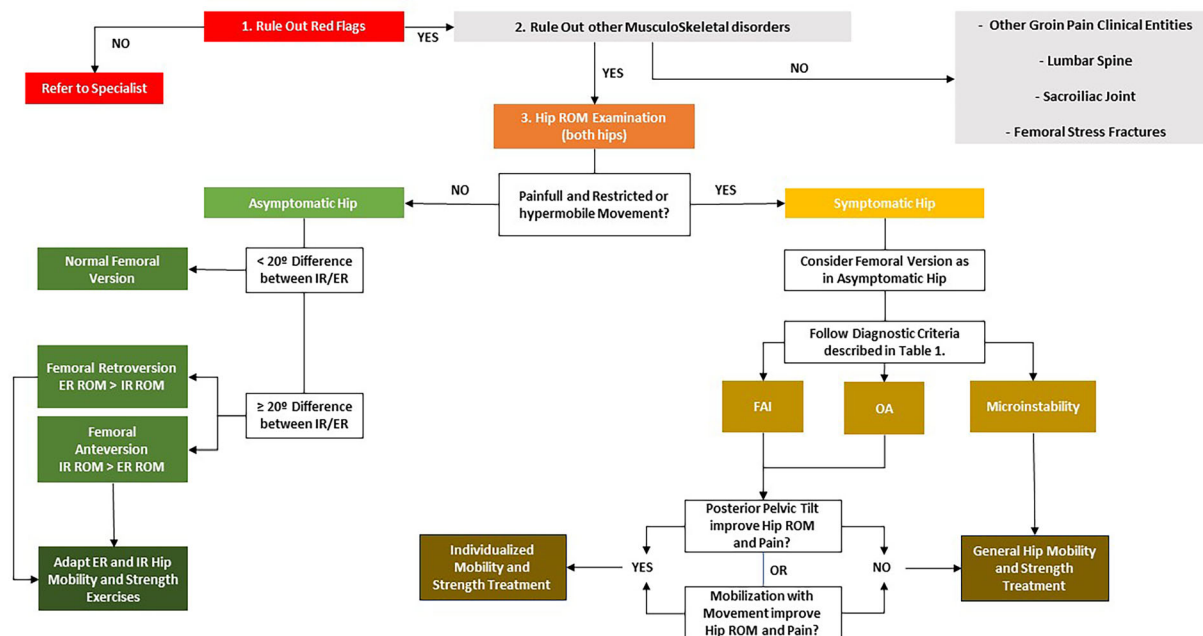 1. Rule Out Red Flags
YES
2. Rule Out other MusculoSkeletal disorders
- Other Groin Pain Clinical Entities
- Lumbar Spine
- Sacroiliac Joint
- Femoral Stress Fractures
NO
Refer to Specialist
YES
NO
3. Hip ROM Examination
(both hips)
NO
Painfull and Restricted or
hypermobile Movement?
YES
Asymptomatic Hip
Symptomatic Hip
Normal Femoral
Version
< 20º Difference
between IR/ER
Consider Femoral Version as
in Asymptomatic Hip
Follow Diagnostic Criteria
described in Table 1.
Femoral Retroversion
ER ROM > IR ROM
≥ 20º Difference
between IR/ER
Femoral
Anteversion
IR ROM > ER ROM
FAI
OA
Microinstability
Adapt ER and IR Hip
Mobility and Strength
Exercises
Individualized
Mobility and
Strength Treatment
YES
Posterior Pelvic Tilt
improve Hip ROM
and Pain?
OR
Mobilization with
Movement improve
Hip ROM and Pain?
NO
General Hip Mobility
and Strength
Treatment